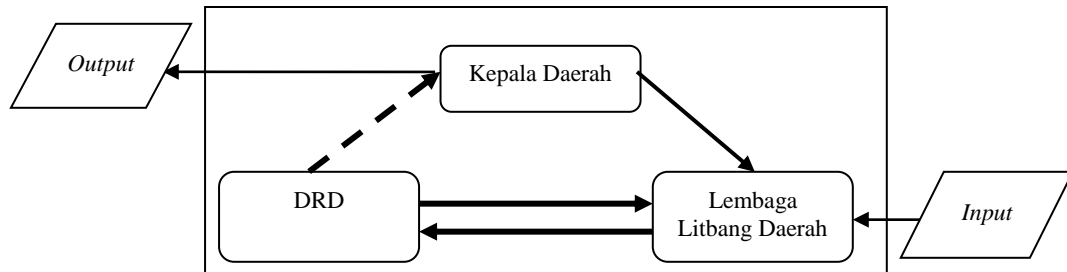 Output
Kepala Daerah
DRD
Lembaga
Litbang Daerah
Input